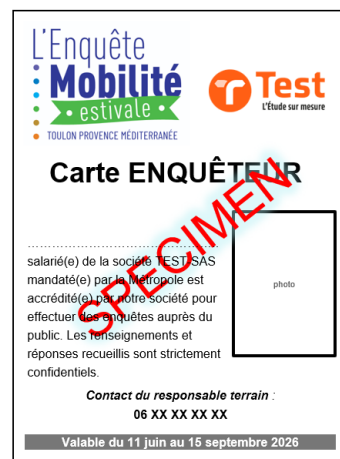 L'Enquête
Mobilité
• estivale •
TOULON PROVENCE MÉDITERRANÉE
Test
L'Étude sur mesure
Carte ENQUÊTEUR
SPECIMEN
photo
........................................
salarié(e) de la société TEST-SAS
mandaté(e) par la Métropole est
accrédité(e) par notre société pour
effectuer des enquêtes auprès du
public. Les renseignements et
réponses recueillis sont strictement
confidentiels.
Contact du responsable terrain :
06 XX XX XX XX
Valable du 11 juin au 15 septembre 2026